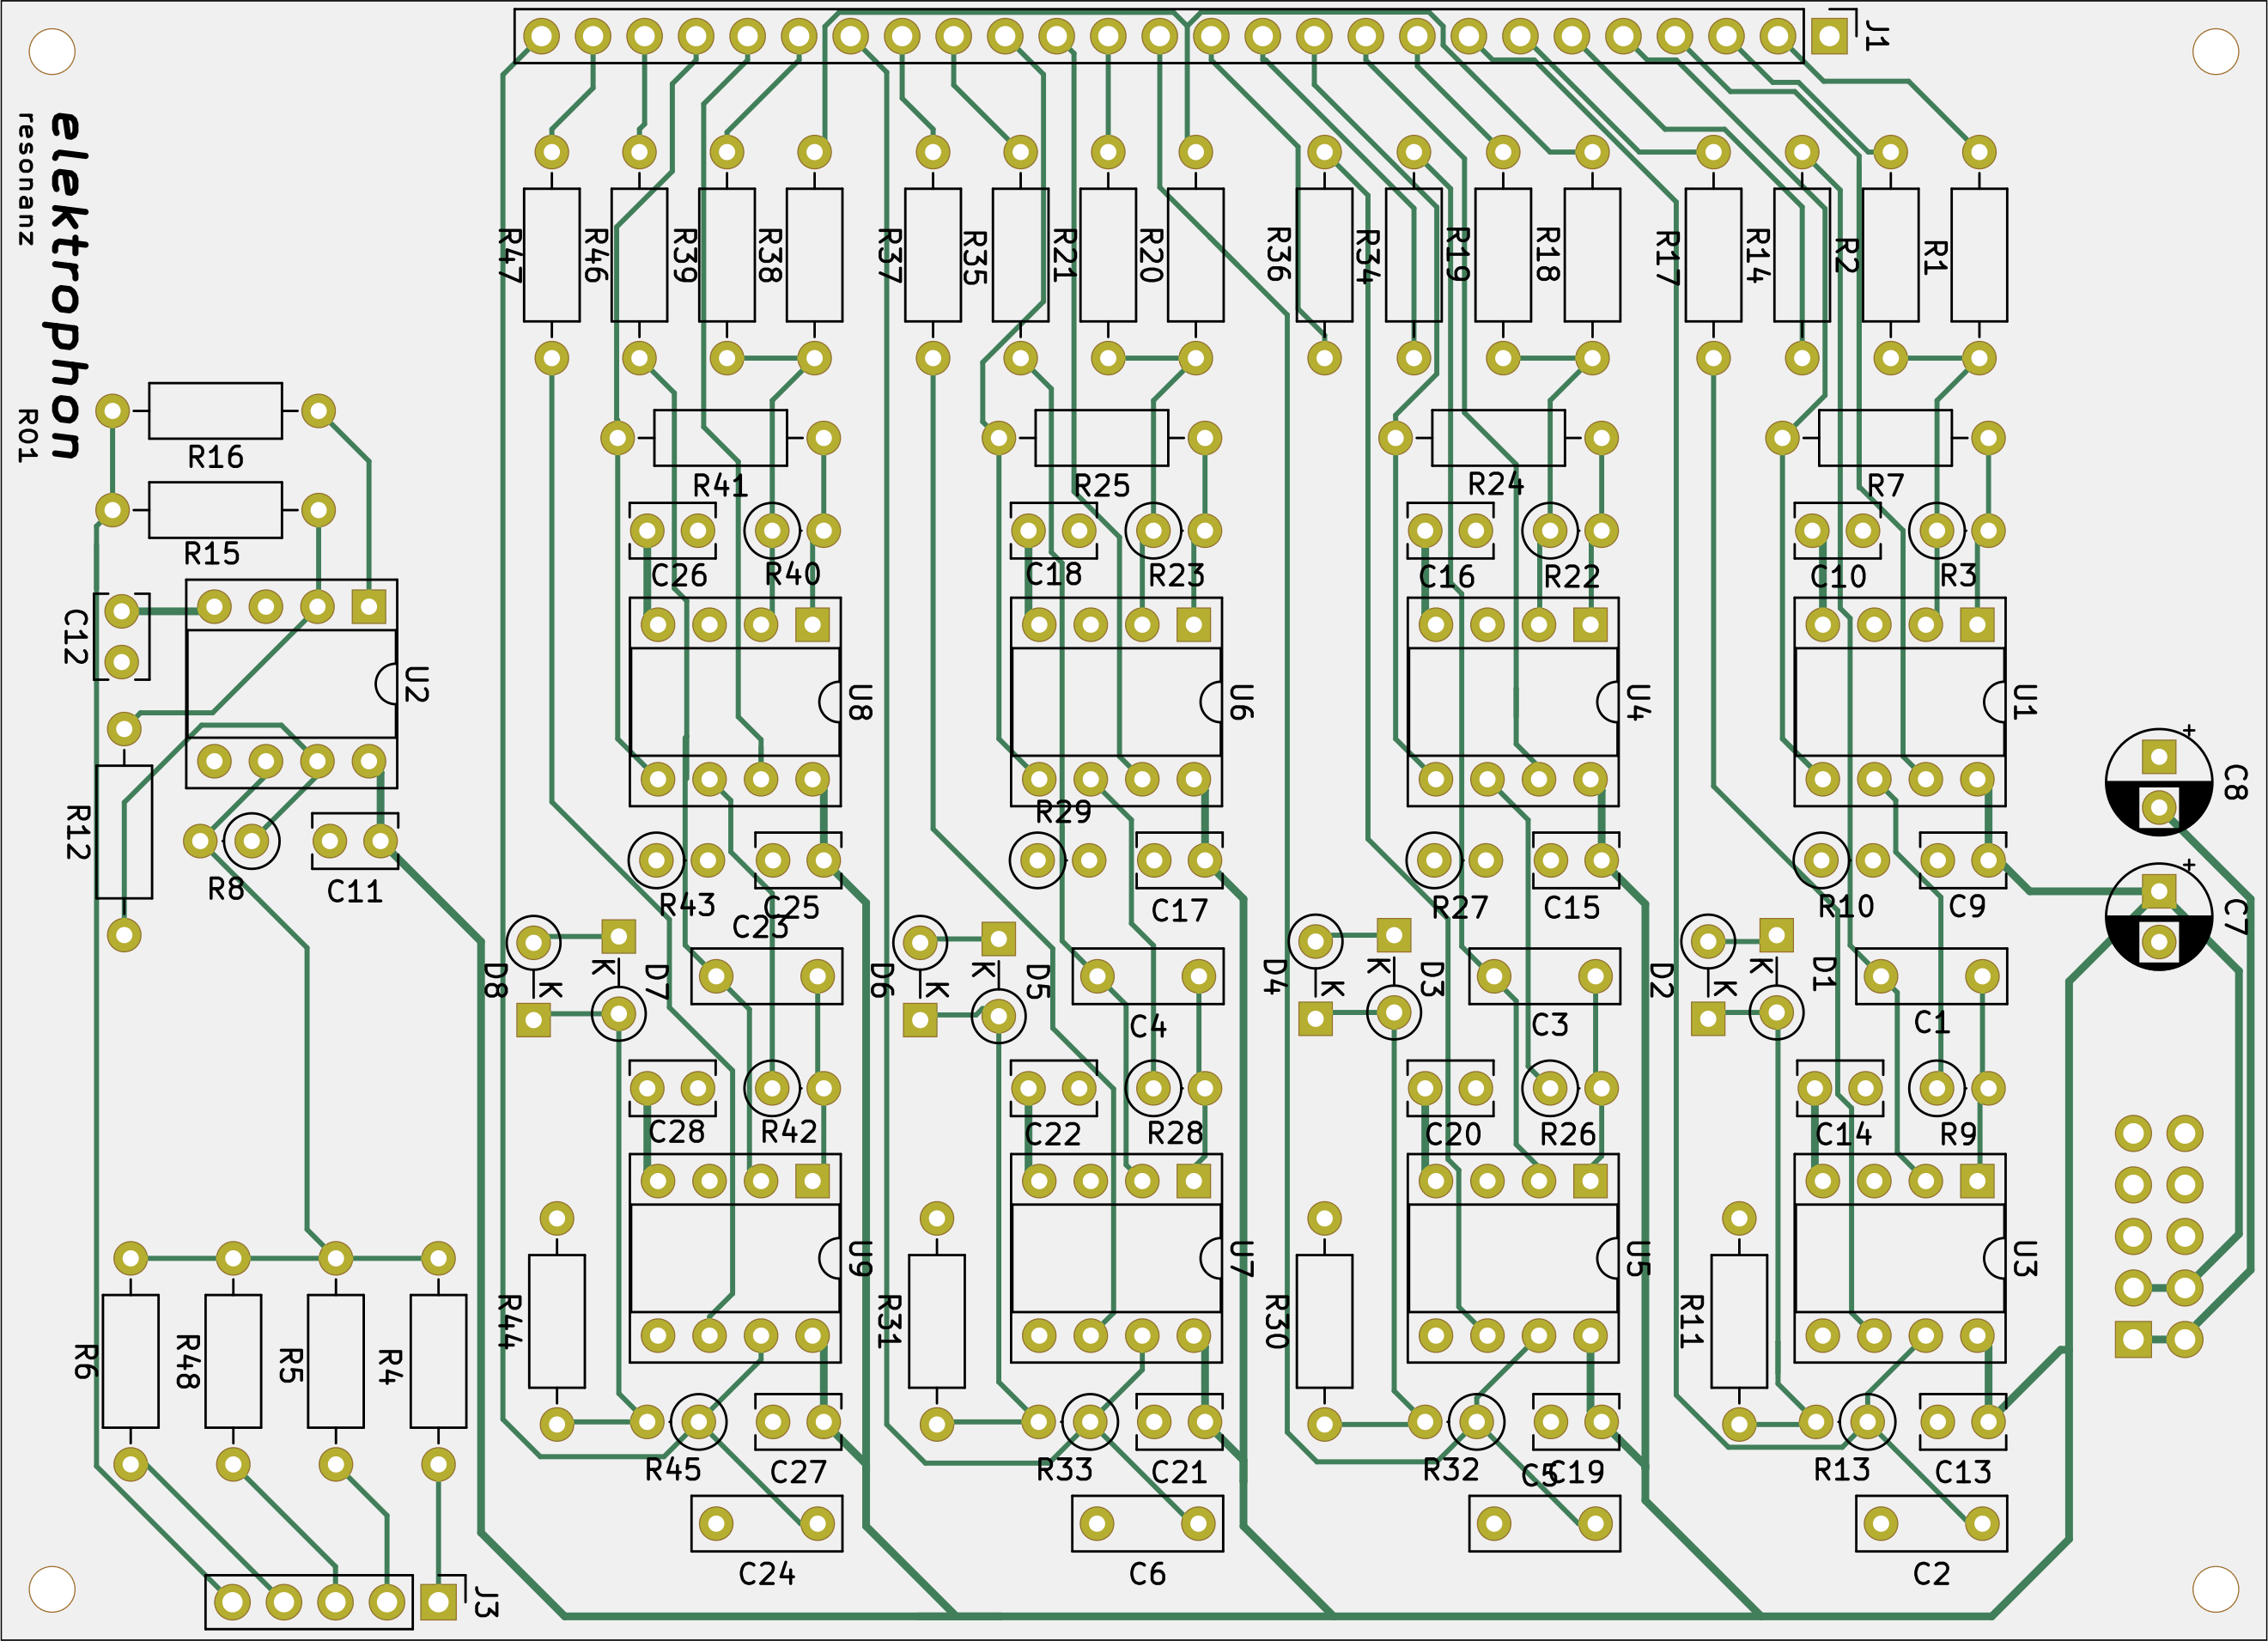 J1
elektrophon
resonanz
R01
R47
R46
R39
R38
R37
R35
R21
R20
R36
R34
R19
R18
R17
R14
R2
R1
R16
R15
R41
R25
R24
R7
C26
R40
C18
R23
C16
R22
C10
R3
C12
U2
U8
U6
U4
U1
+
C8
R12
R8
C11
R29
R43
C25
C23
C17
R27
C15
R10
C9
+
C7
D8
K
K
D7
D6
K
K
D5
D4
K
K
D3
D2
K
K
D1
C4
C3
C1
C28
R42
C22
R28
C20
R26
C14
R9
U9
U7
U5
U3
R44
R31
R30
R11
R6
R48
R5
R4
R45
C27
R33
C21
R32
C5
C19
R13
C13
C24
C6
C2
J3